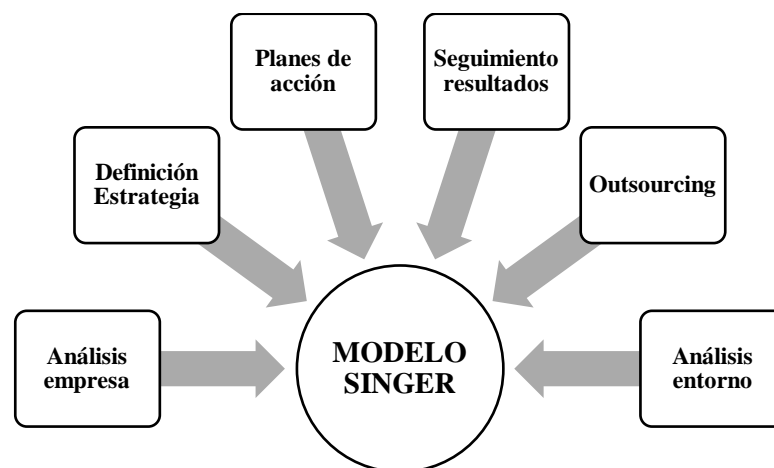 Planes de
acción
Seguimiento
resultados
Definición
Estrategia
Outsourcing
Análisis
empresa
MODELO
SINGER
Análisis
entorno